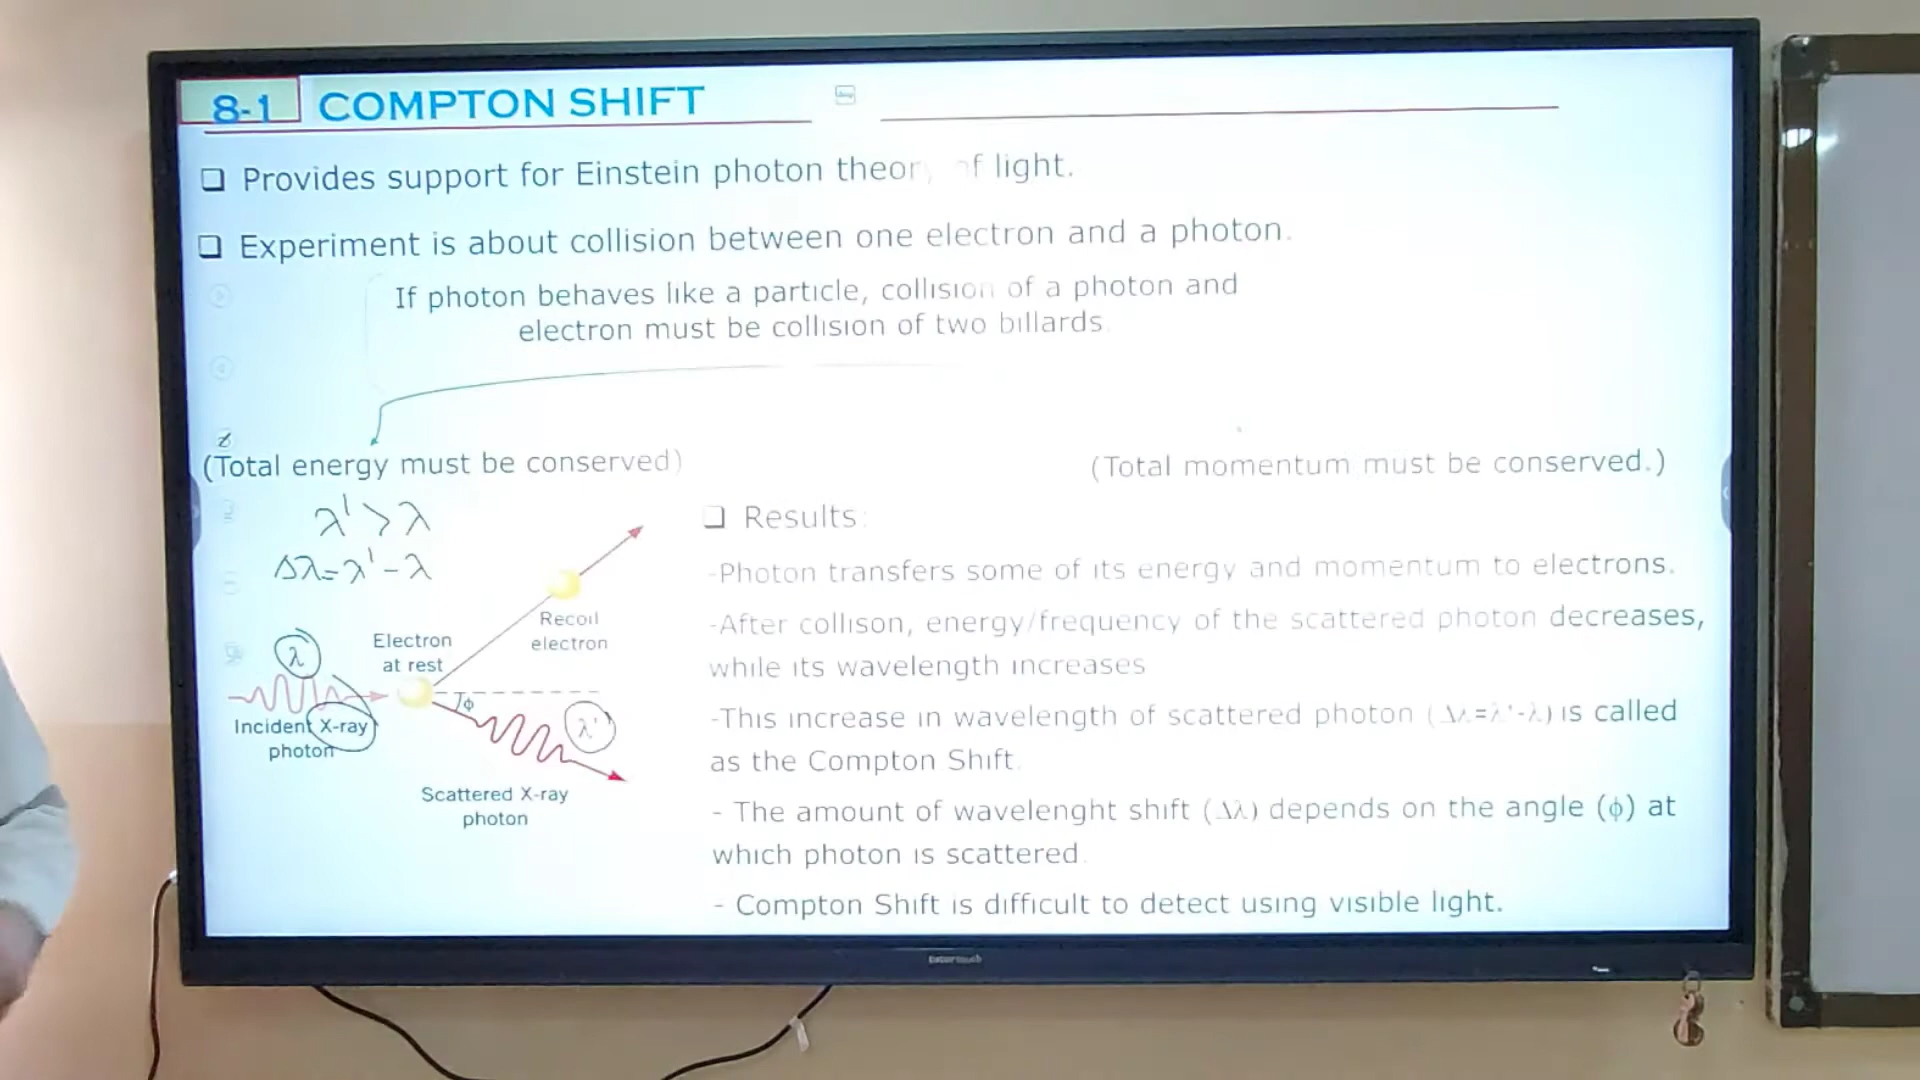 8-1 COMPTON SHIFT
❑ Provides support for Einstein photon theory of light.
❑ Experiment is about collision between one electron and a photon.
If photon behaves like a particle, collision of a photon and
electron must be collision of two billards.
(Total energy must be conserved)
(Total momentum must be conserved.)
λ' > λ
Δλ = λ' - λ
Recoil
electron
Electron
at rest
λ
Incident X-ray
photon
ϕ
λ'
Scattered X-ray
photon
❑ Results:
-Photon transfers some of its energy and momentum to electrons.
-After collison, energy/frequency of the scattered photon decreases,
while its wavelength increases
-This increase in wavelength of scattered photon (Δλ=λ'-λ) is called
as the Compton Shift.
- The amount of wavelenght shift (Δλ) depends on the angle (ϕ) at
which photon is scattered.
- Compton Shift is difficult to detect using visible light.